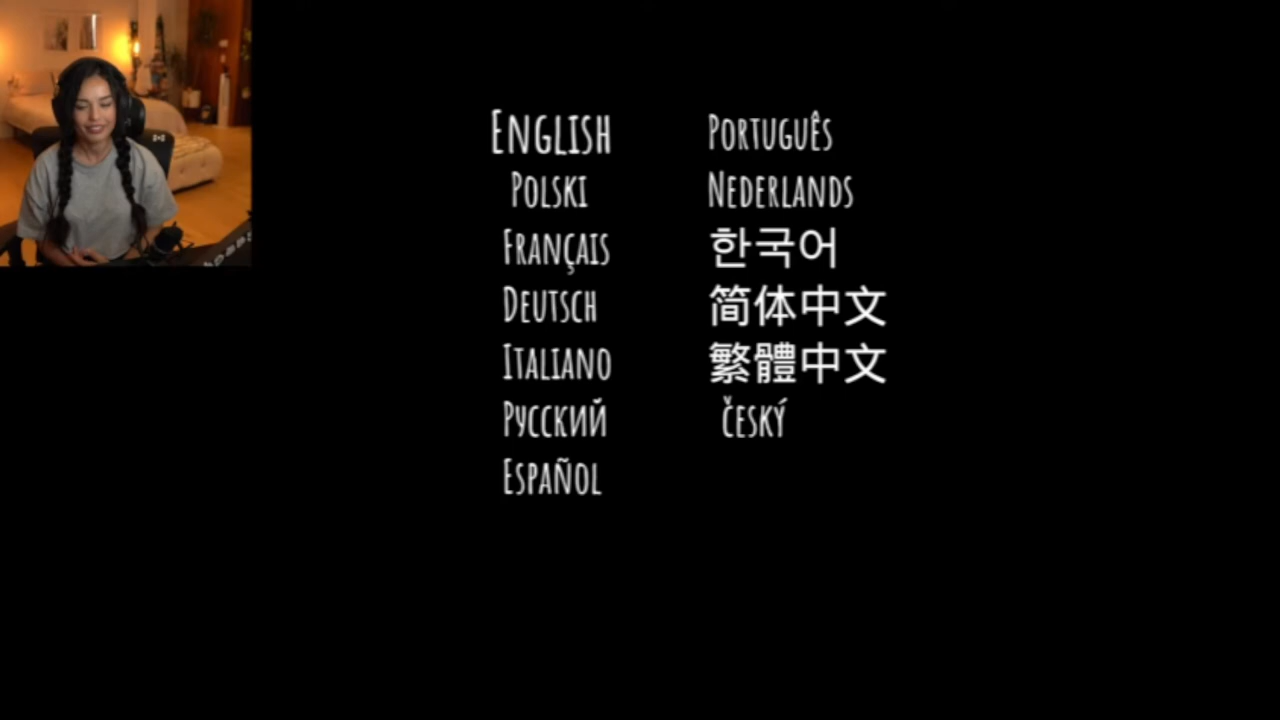 English
Polski
Français
Deutsch
Italiano
Русский
Español
Português
Nederlands
한국어
简体中文
繁體中文
český